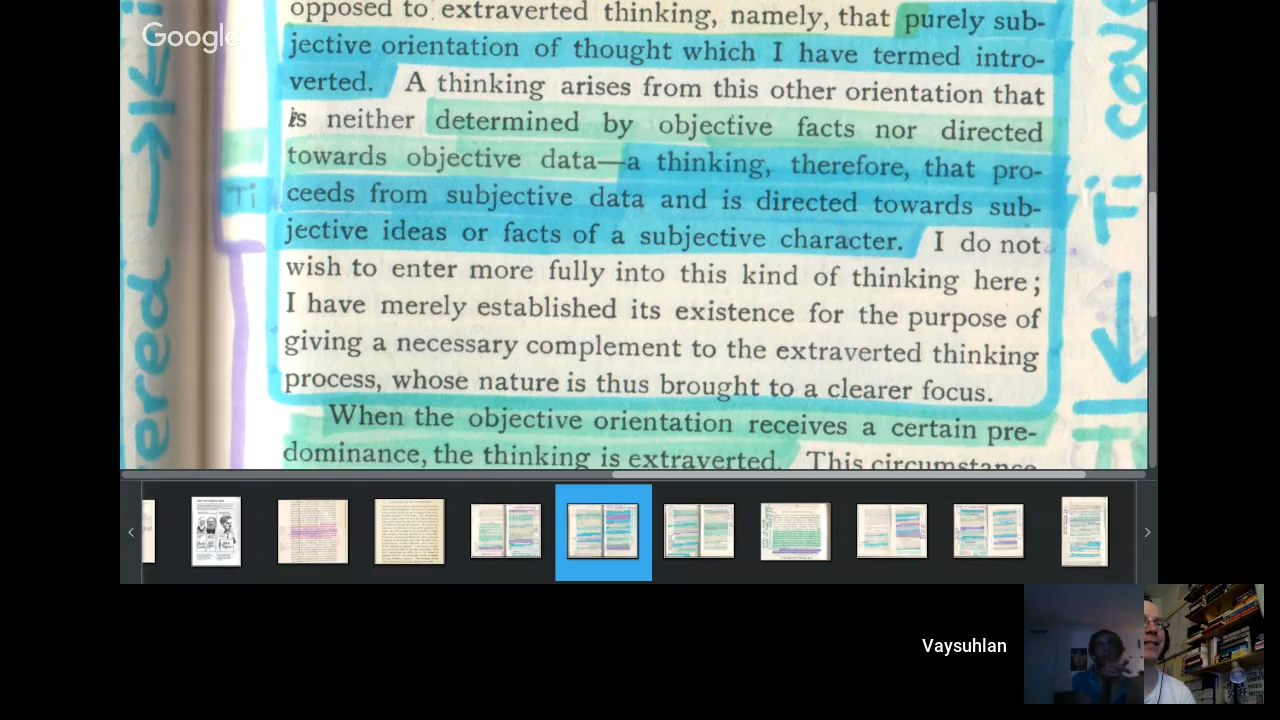 Google
opposed to extraverted thinking, namely, that purely sub-
jective orientation of thought which I have termed intro-
verted. A thinking arises from this other orientation that
is neither determined by objective facts nor directed
towards objective data—a thinking, therefore, that pro-
ceeds from subjective data and is directed towards sub-
jective ideas or facts of a subjective character. I do not
wish to enter more fully into this kind of thinking here;
I have merely established its existence for the purpose of
giving a necessary complement to the extraverted thinking
process, whose nature is thus brought to a clearer focus.
When the objective orientation receives a certain pre-
dominance, the thinking is extraverted. This circumstance
Ti
ered
Ti
Vaysuhlan